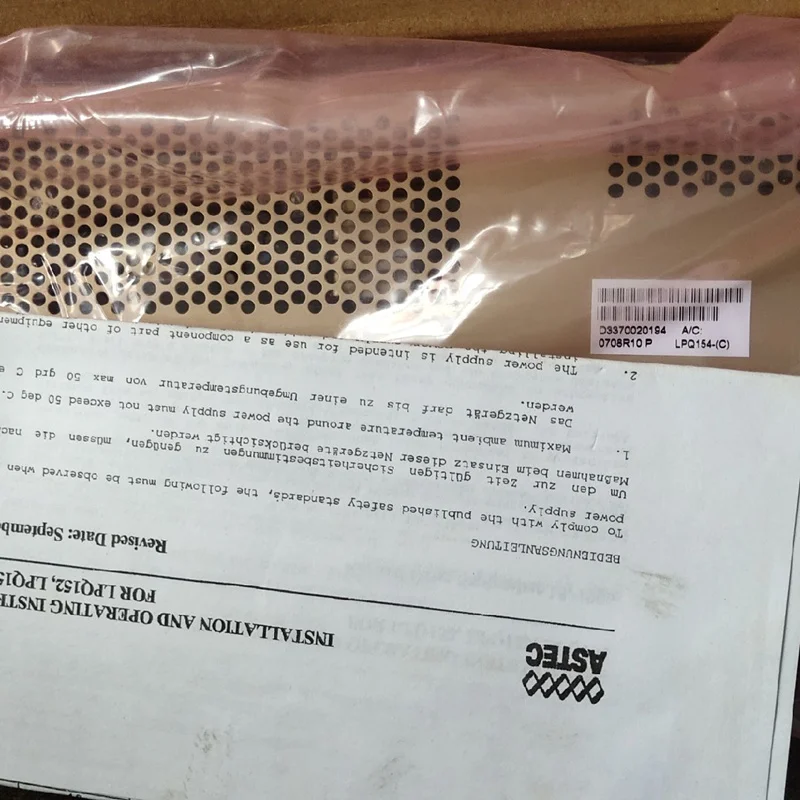 D3370020194 A/C:
0708R10 P LPQ154-(C)
ASTEC
INSTALLATION AND OPERATING INSTR
FOR LPQ152, LPQ15
Revised Date: Septembe
BEDIENUNGSANLEITUNG
To comply with the published safety standards, the following must be observed when
power supply.
Um den zur zeit gültigen Sicherheitsbestimmungen zu genügen, müssen die nach
Maßnahmen beim Einsatz dieser Netzgeräte berücksichtigt werden.
1. Maximum ambient temperature around the power supply must not exceed 50 deg C.
Das Netzgerät darf bis zu einer Umgebungstemperatur von max 50 grd C e
werden.
2. The power supply is intended for use as a component part of other equipmen